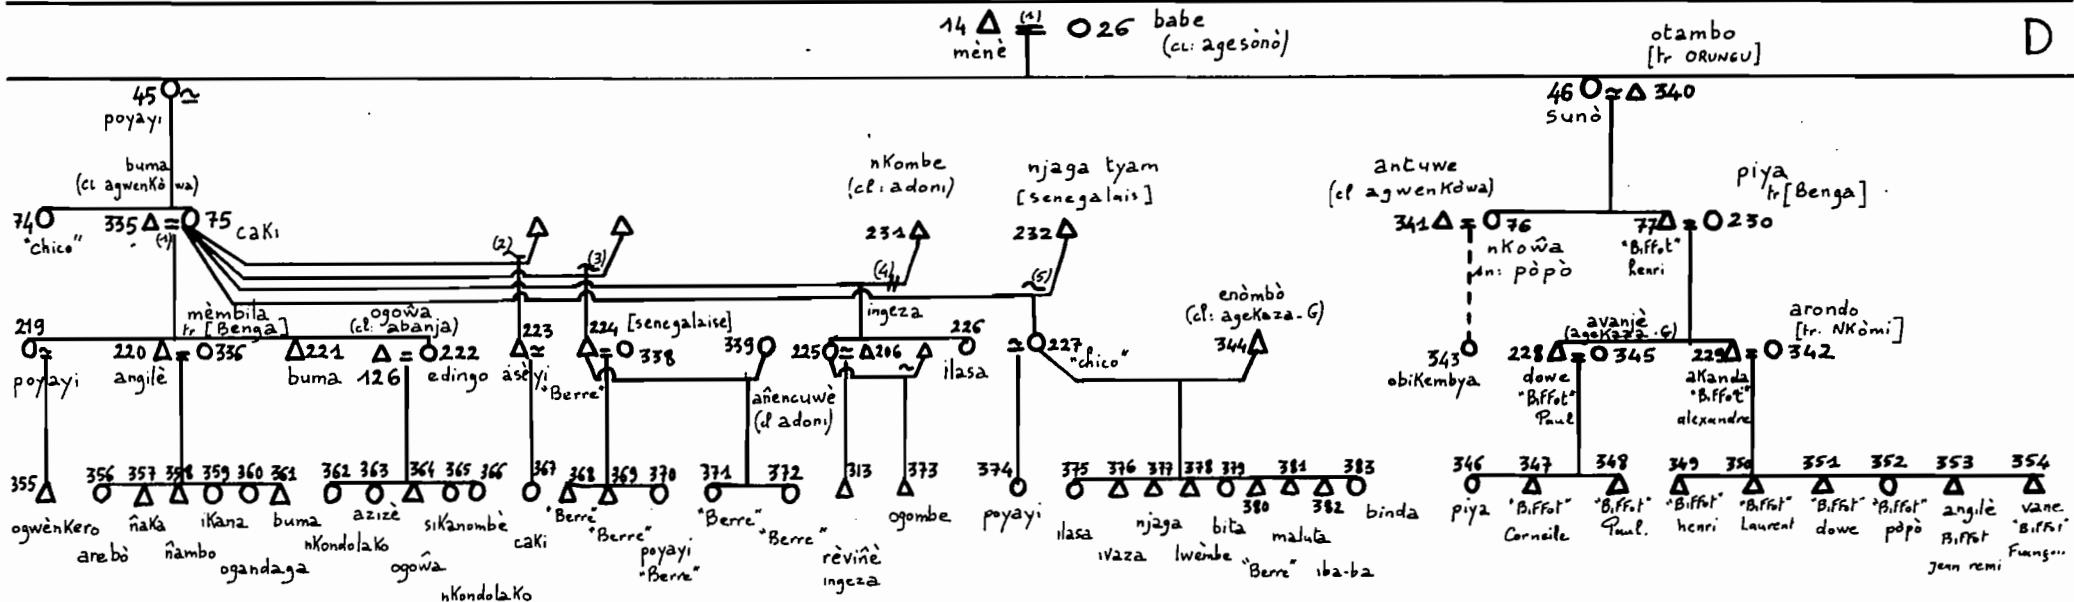 14 (1) 26 babe
mènè (cl: agesònò)
otambo
[tr ORUNGU]
D
45
poyayi
46 340
sunò
buma
(cl agwenkòwa)
74 335 75 caki
"chico" (1)
nkombe
(cl: adoni)
231
njaga tyam
[senegalais]
232
antuwe
(cl agwenkòwa)
341 76
nkoŵa
sn: pòpò
piya
tr [Benga]
77 230
"Biffot"
henri
(2) (3) (4) (5)
mèmbila
tr [Benga]
ogoŵa
(cl: abanja)
ingeza
enòmbò
(cl: agekaza-G)
avanjè
(agekaza-G)
arondo
[tr. Nkòmi]
219 220 336 221 126 222 223 224 [senegalaise] 338 339 225 206 226 227 344 343 228 345 229 342
poyayi angilè buma edingo asèyi "Berre" ilasa "chico" obikembya
añencuwè
(cl adoni)
dowe
"Biffot"
Paul
akanda
"Biffot"
alexandre
355 356 357 358 359 360 361 362 363 364 365 366 367 368 369 370 371 372 313 373 374 375 376 377 378 379 380 381 382 383 346 347 348 349 350 351 352 353 354
ogwènkero
arebò
ñaka
ñambo
ikana
ogandaga
buma
nkondolako
azizè
ogoŵa
sikanombè
nkondolako
caki
"Berre"
"Berre"
poyayi
"Berre"
"Berre"
"Berre"
rèviñè
ingeza
ogombe
poyayi
ilasa
ivaza
njaga
lwèmbe
bita
"Berre"
maluta
iba-ba
binda
piya
"Biffot"
Corneile
"Biffot"
Paul.
"Biffot"
henri
"Biffot"
Laurent
"Biffot"
dowe
"Biffot"
pòpò
angilè
Biffot
Jean remi
vane
"Biffot"